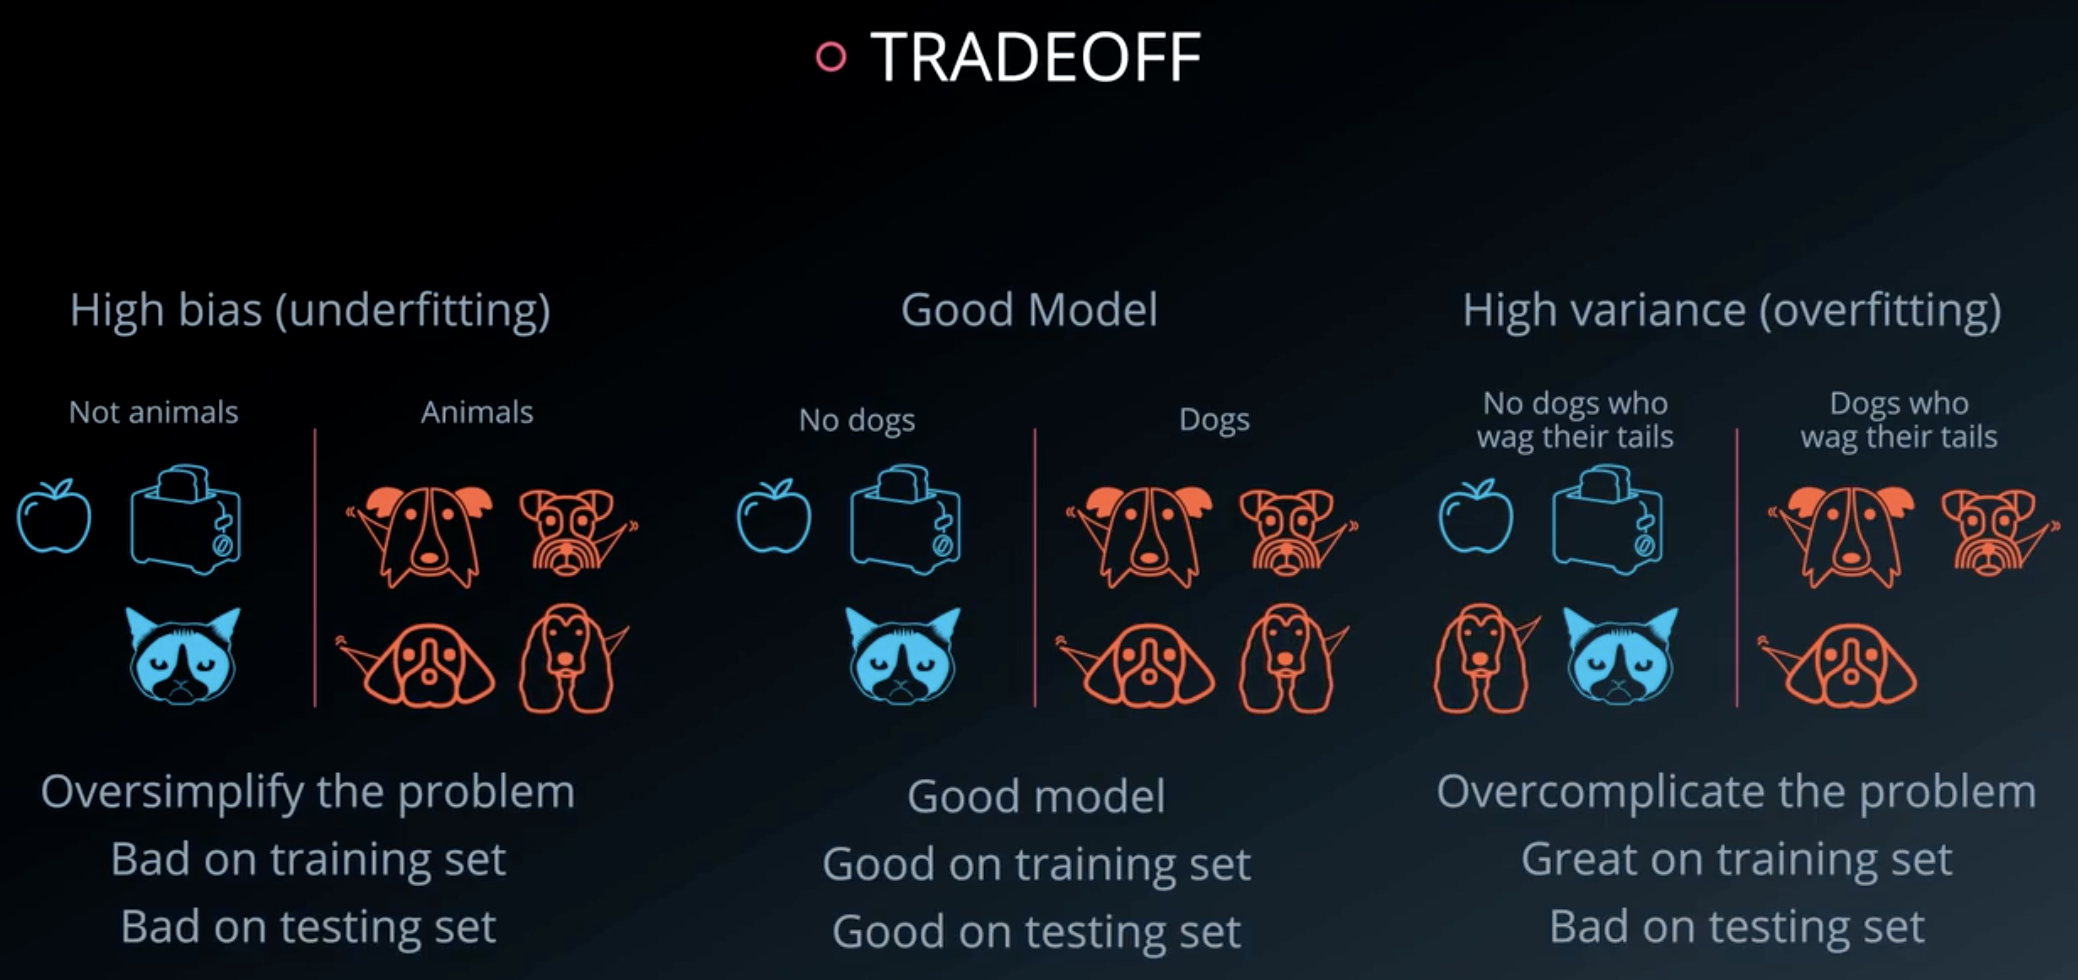 TRADEOFF
High bias (underfitting)
Not animals
Animals
Oversimplify the problem
Bad on training set
Bad on testing set
Good Model
No dogs
Dogs
Good model
Good on training set
Good on testing set
High variance (overfitting)
No dogs who
wag their tails
Dogs who
wag their tails
Overcomplicate the problem
Great on training set
Bad on testing set